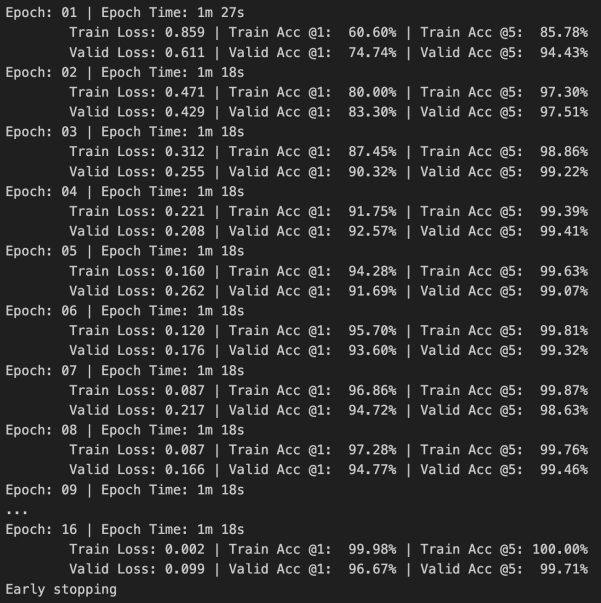 Epoch: 01 | Epoch Time: 1m 27s
Train Loss: 0.859 | Train Acc @1: 60.60% | Train Acc @5: 85.78%
Valid Loss: 0.611 | Valid Acc @1: 74.74% | Valid Acc @5: 94.43%
Epoch: 02 | Epoch Time: 1m 18s
Train Loss: 0.471 | Train Acc @1: 80.00% | Train Acc @5: 97.30%
Valid Loss: 0.429 | Valid Acc @1: 83.30% | Valid Acc @5: 97.51%
Epoch: 03 | Epoch Time: 1m 18s
Train Loss: 0.312 | Train Acc @1: 87.45% | Train Acc @5: 98.86%
Valid Loss: 0.255 | Valid Acc @1: 90.32% | Valid Acc @5: 99.22%
Epoch: 04 | Epoch Time: 1m 18s
Train Loss: 0.221 | Train Acc @1: 91.75% | Train Acc @5: 99.39%
Valid Loss: 0.208 | Valid Acc @1: 92.57% | Valid Acc @5: 99.41%
Epoch: 05 | Epoch Time: 1m 18s
Train Loss: 0.160 | Train Acc @1: 94.28% | Train Acc @5: 99.63%
Valid Loss: 0.262 | Valid Acc @1: 91.69% | Valid Acc @5: 99.07%
Epoch: 06 | Epoch Time: 1m 18s
Train Loss: 0.120 | Train Acc @1: 95.70% | Train Acc @5: 99.81%
Valid Loss: 0.176 | Valid Acc @1: 93.60% | Valid Acc @5: 99.32%
Epoch: 07 | Epoch Time: 1m 18s
Train Loss: 0.087 | Train Acc @1: 96.86% | Train Acc @5: 99.87%
Valid Loss: 0.217 | Valid Acc @1: 94.72% | Valid Acc @5: 98.63%
Epoch: 08 | Epoch Time: 1m 18s
Train Loss: 0.087 | Train Acc @1: 97.28% | Train Acc @5: 99.76%
Valid Loss: 0.166 | Valid Acc @1: 94.77% | Valid Acc @5: 99.46%
Epoch: 09 | Epoch Time: 1m 18s
...
Epoch: 16 | Epoch Time: 1m 18s
Train Loss: 0.002 | Train Acc @1: 99.98% | Train Acc @5: 100.00%
Valid Loss: 0.099 | Valid Acc @1: 96.67% | Valid Acc @5: 99.71%
Early stopping